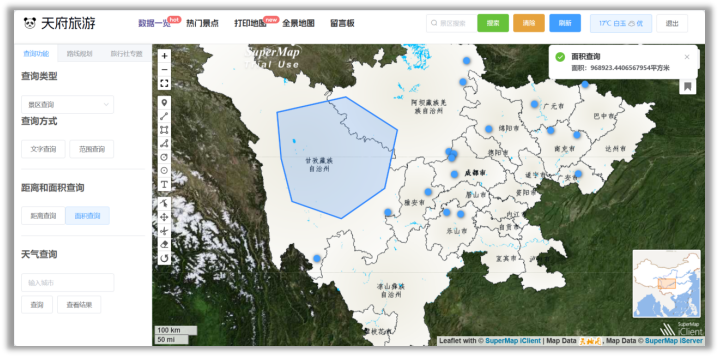 天府旅游
数据一览
hot
热门景点
打印地图
new
全景地图
留言板
景区搜索
搜索
清除
刷新
17℃ 白玉 优
退出
查询功能
路线规划
旅行社专题
查询类型
景区查询
查询方式
文字查询
范围查询
距离和面积查询
距离查询
面积查询
天气查询
输入城市
查询
查看结果
SuperMap
ial Use
面积查询
面积：968923.4406567954平方米
阿坝藏族羌
族自治州
甘孜藏族
自治州
广元市
巴中市
绵阳市
德阳市
南充市
达州市
成都市
遂宁市
广安市
资阳市
眉山市
雅安市
内江市
乐山市
自贡市
宜宾市
凉山彝族
自治州
攀枝花市
100 km
50 mi
SuperMap
iClient
Leaflet with © SuperMap iClient | Map Data 天地图, Map Data © SuperMap iServer